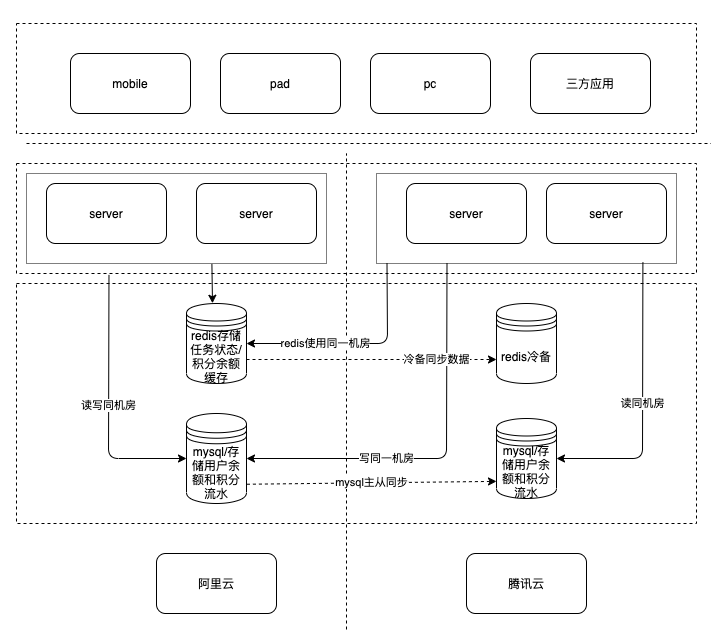 mobile
pad
pc
三方应用
server
server
server
server
redis存储
任务状态/
积分余额
缓存
redis使用同一机房
冷备同步数据
redis冷备
读写同机房
读同机房
mysql/存
储用户余
额和积分
流水
写同一机房
mysql主从同步
mysql/存
储用户余
额和积分
流水
阿里云
腾讯云